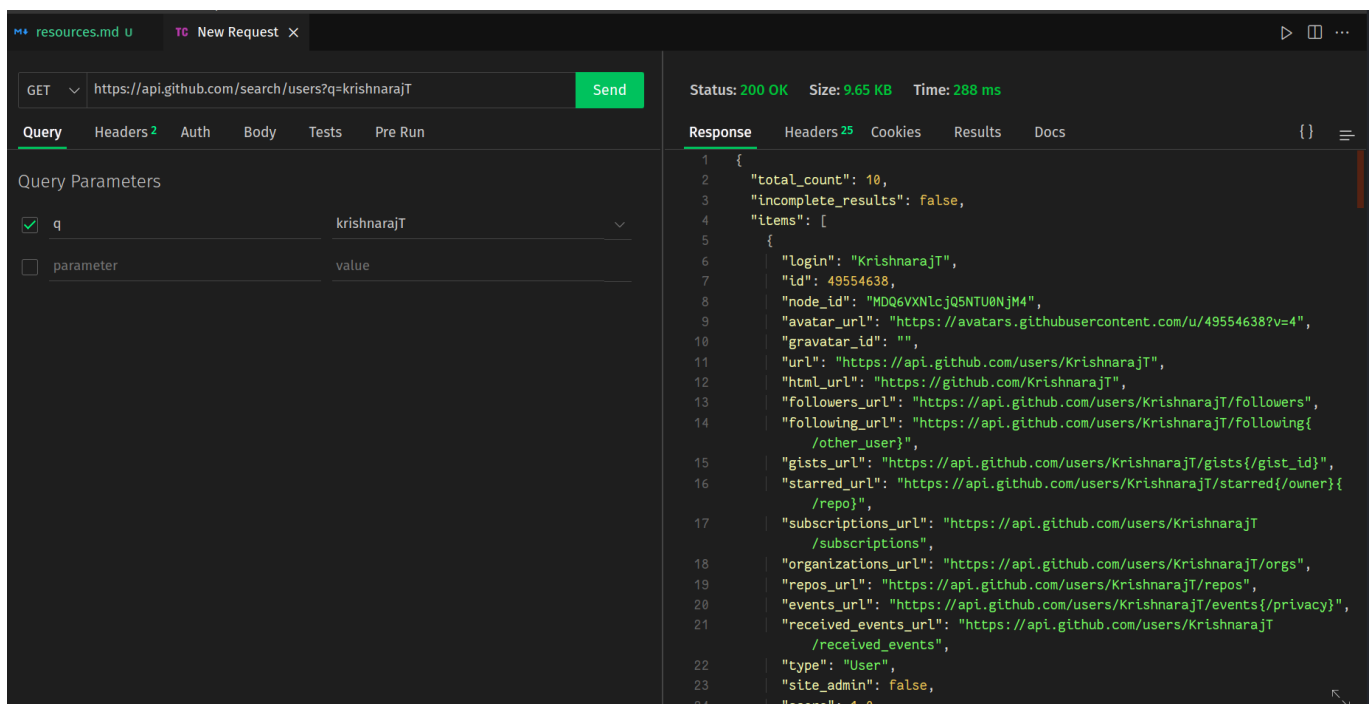 M↓ resources.md U TC New Request ×
GET https://api.github.com/search/users?q=krishnarajT Send
Query Headers 2 Auth Body Tests Pre Run
Query Parameters
q krishnarajT
parameter value
Status: 200 OK Size: 9.65 KB Time: 288 ms
Response Headers 25 Cookies Results Docs {}
1 {
2 "total_count": 10,
3 "incomplete_results": false,
4 "items": [
5 {
6 "login": "KrishnarajT",
7 "id": 49554638,
8 "node_id": "MDQ6VXNlcjQ5NTU0NjM4",
9 "avatar_url": "https://avatars.githubusercontent.com/u/49554638?v=4",
10 "gravatar_id": "",
11 "url": "https://api.github.com/users/KrishnarajT",
12 "html_url": "https://github.com/KrishnarajT",
13 "followers_url": "https://api.github.com/users/KrishnarajT/followers",
14 "following_url": "https://api.github.com/users/KrishnarajT/following{
/other_user}",
15 "gists_url": "https://api.github.com/users/KrishnarajT/gists{/gist_id}",
16 "starred_url": "https://api.github.com/users/KrishnarajT/starred{/owner}{
/repo}",
17 "subscriptions_url": "https://api.github.com/users/KrishnarajT
/subscriptions",
18 "organizations_url": "https://api.github.com/users/KrishnarajT/orgs",
19 "repos_url": "https://api.github.com/users/KrishnarajT/repos",
20 "events_url": "https://api.github.com/users/KrishnarajT/events{/privacy}",
21 "received_events_url": "https://api.github.com/users/KrishnarajT
/received_events",
22 "type": "User",
23 "site_admin": false,